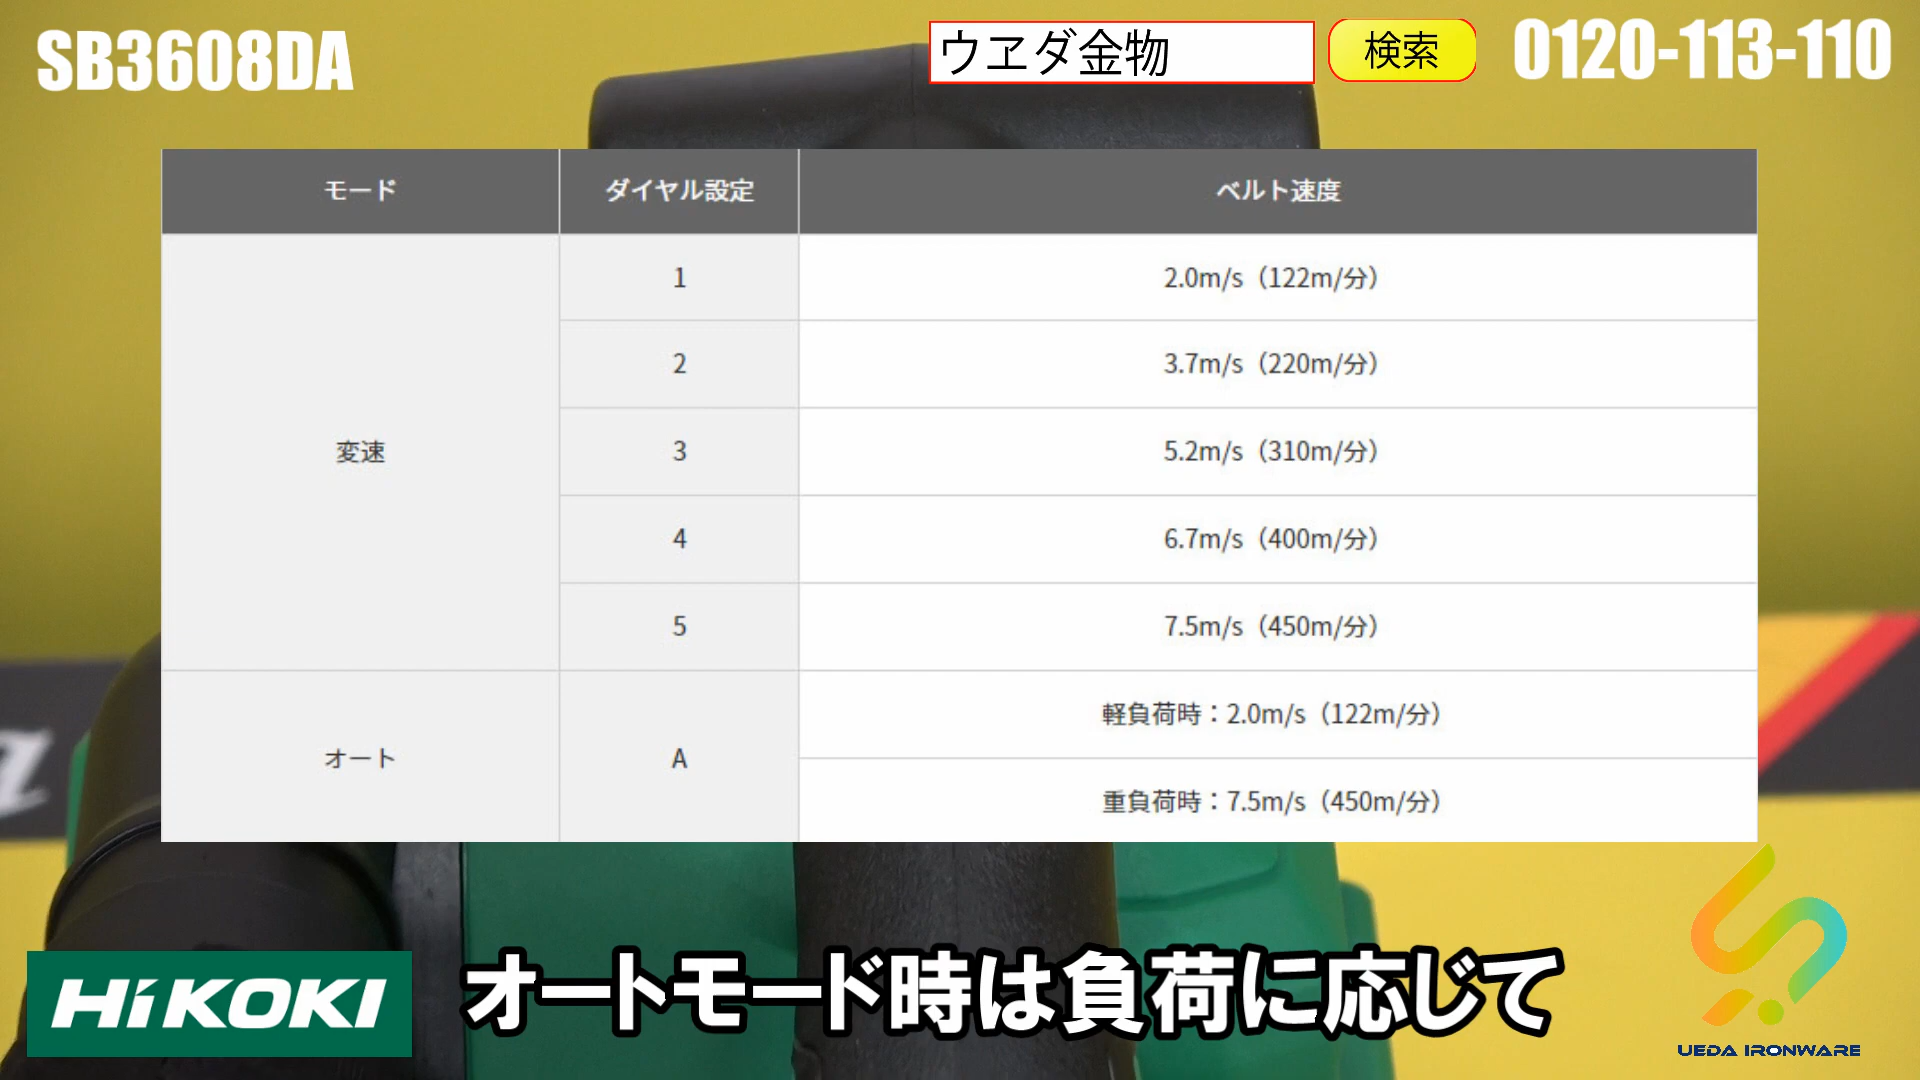 SB3608DA
ウヱダ金物
検索
0120-113-110
モード ダイヤル設定 ベルト速度
変速
1 2.0m/s（122m/分）
2 3.7m/s（220m/分）
3 5.2m/s（310m/分）
4 6.7m/s（400m/分）
5 7.5m/s（450m/分）
オート A
軽負荷時：2.0m/s（122m/分）
重負荷時：7.5m/s（450m/分）
HiKOKI
オートモード時は負荷に応じて
UEDA IRONWARE